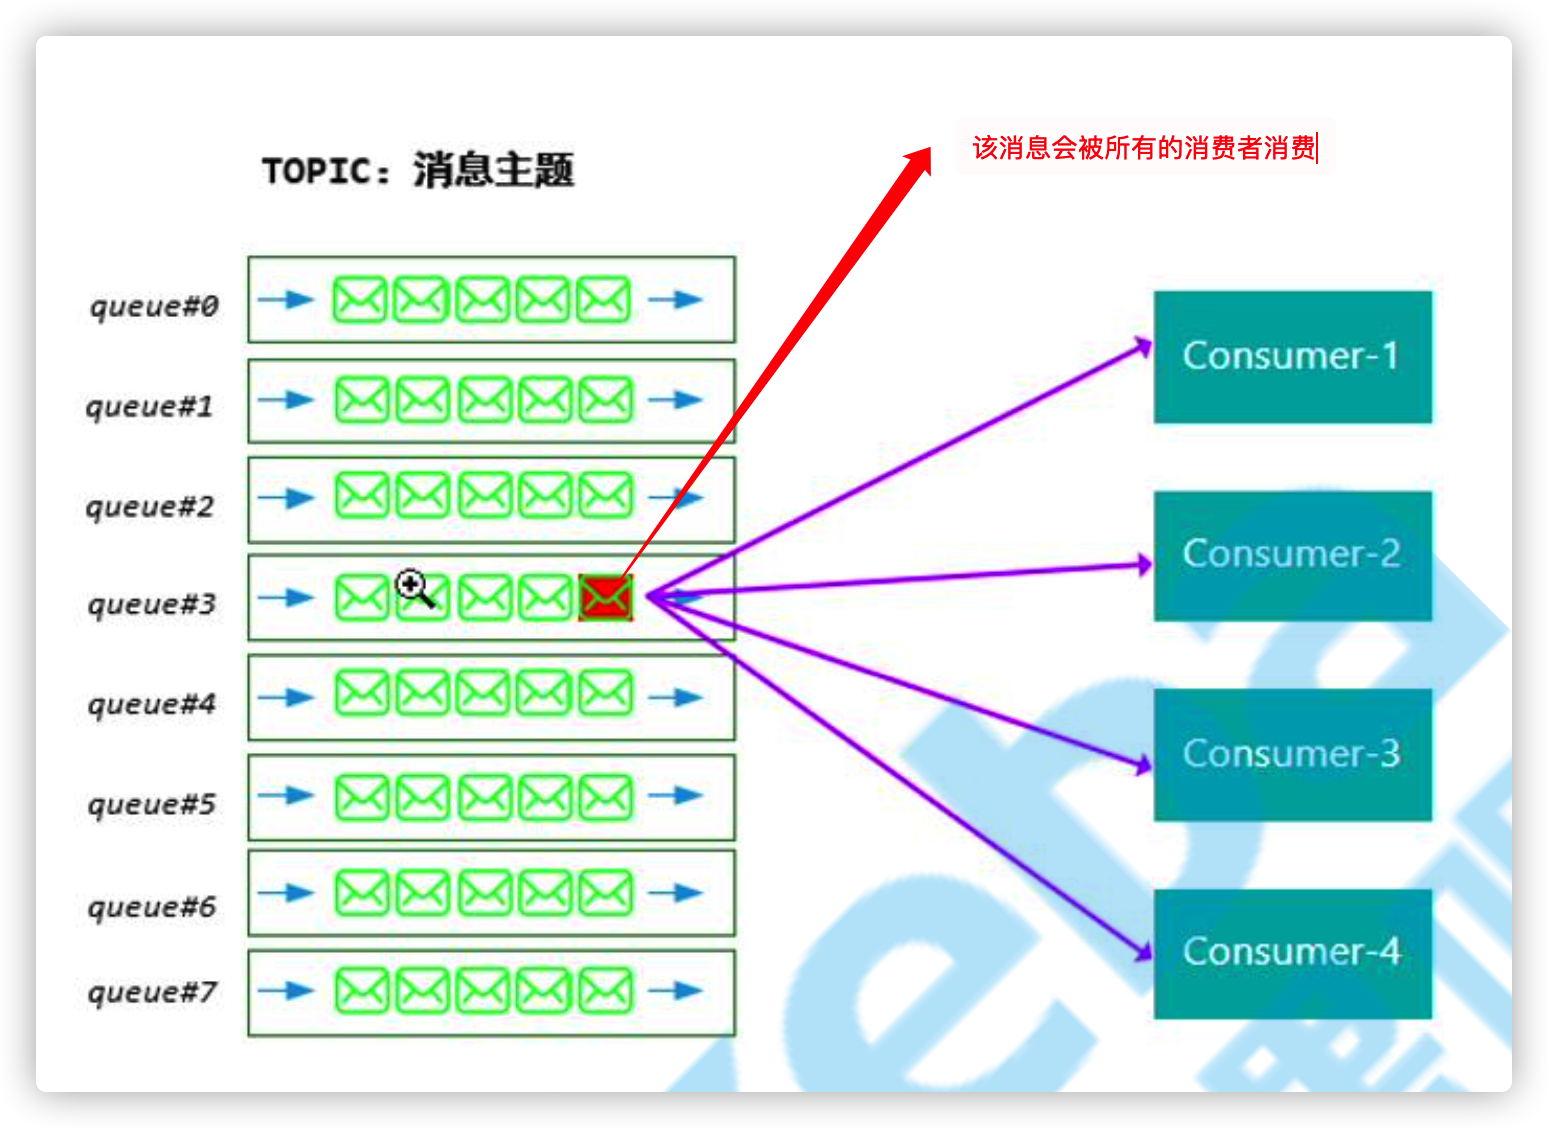 该消息会被所有的消费者消费
TOPIC: 消息主题
queue#0
queue#1
queue#2
queue#3
queue#4
queue#5
queue#6
queue#7
Consumer-1
Consumer-2
Consumer-3
Consumer-4